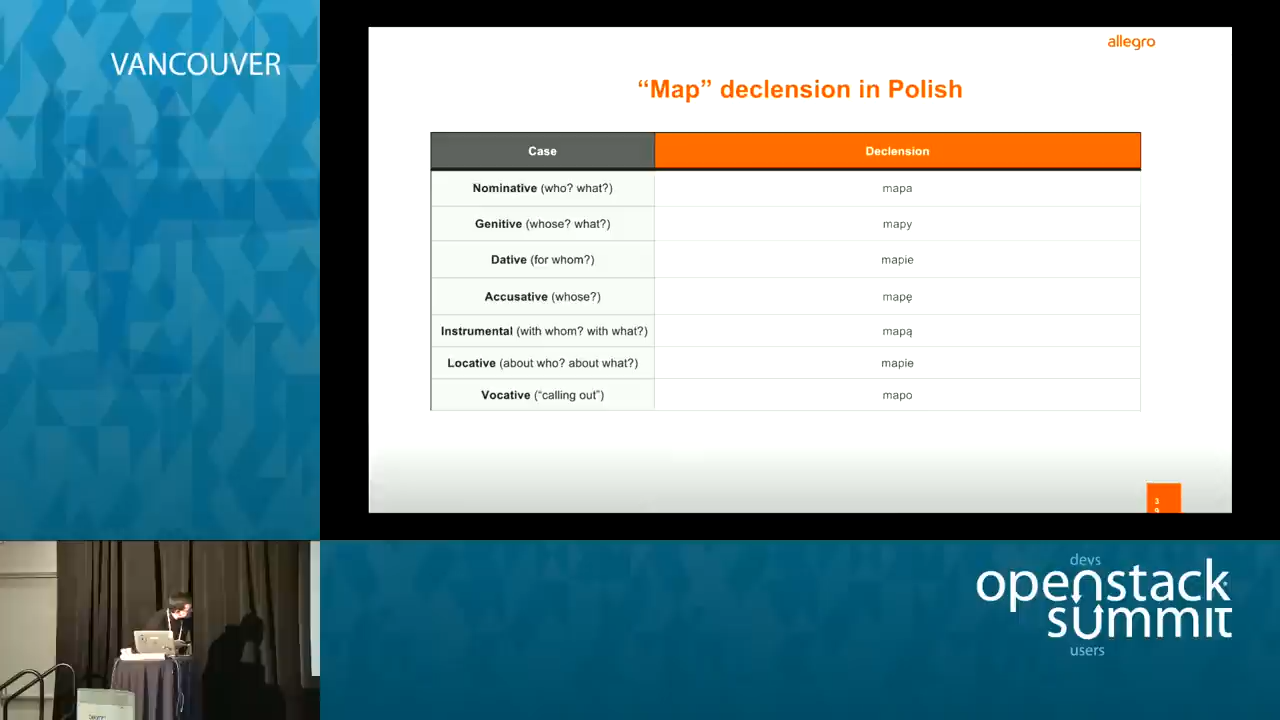 VANCOUVER
allegro
“Map” declension in Polish
Case Declension
Nominative (who? what?) mapa
Genitive (whose? what?) mapy
Dative (for whom?) mapie
Accusative (whose?) mapę
Instrumental (with whom? with what?) mapą
Locative (about who? about what?) mapie
Vocative (“calling out”) mapo
3
9
devs
openstack
summit
users